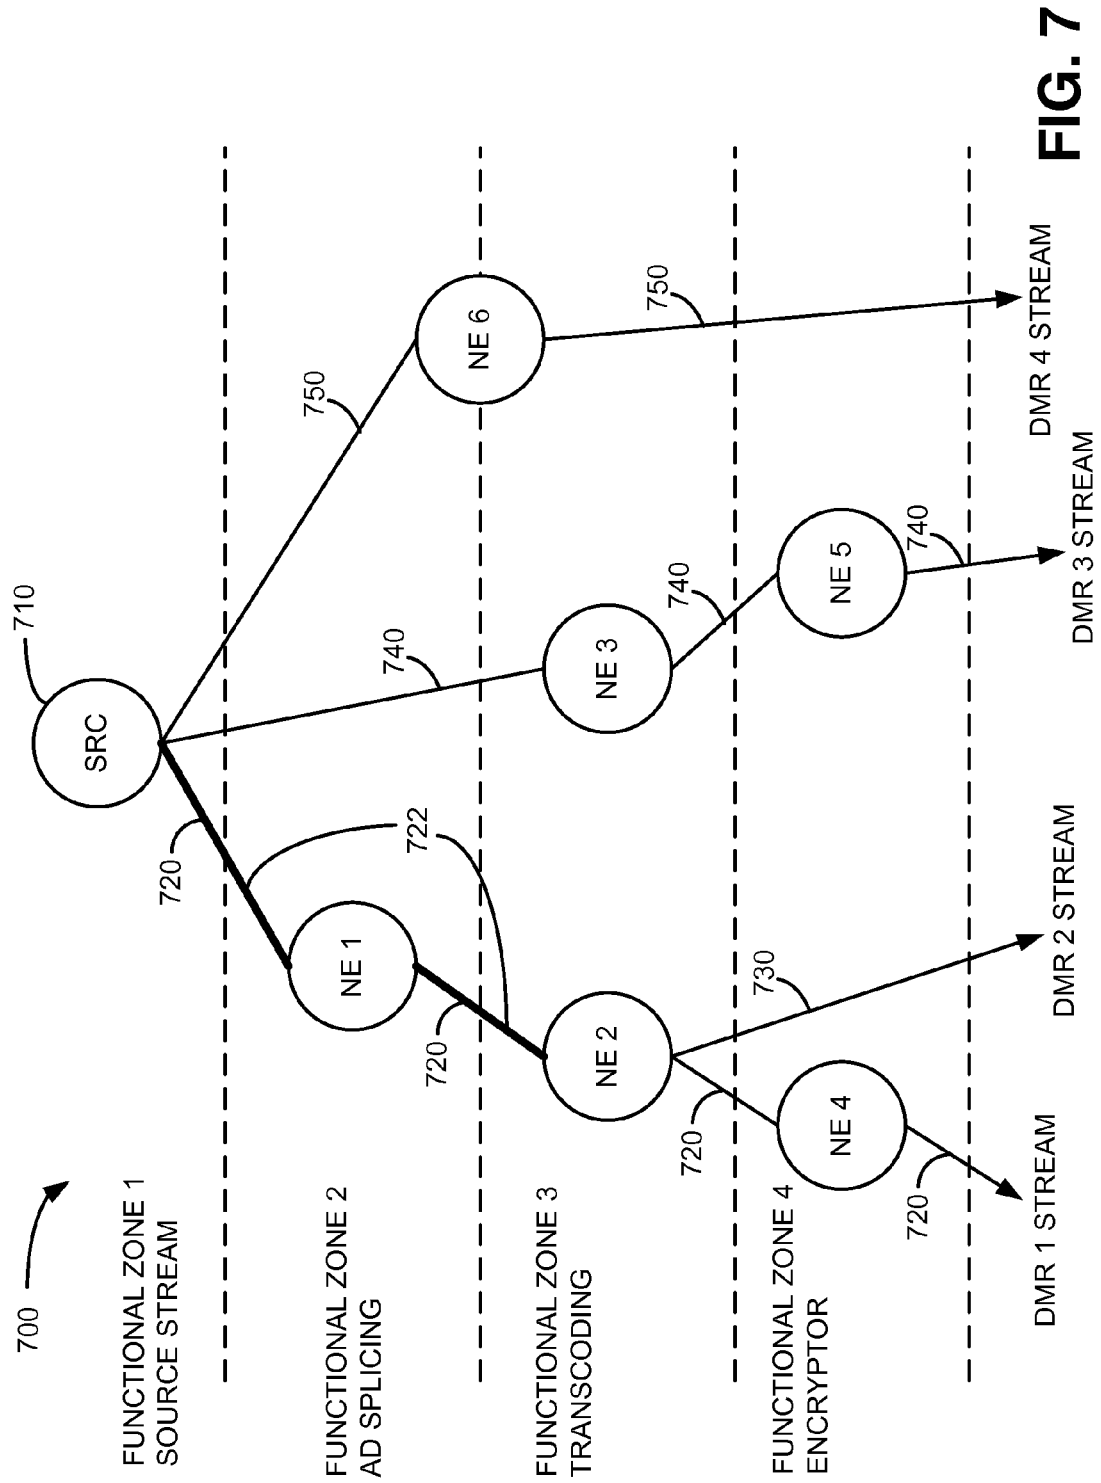 700
FUNCTIONAL ZONE 1
SOURCE STREAM
720
SRC
710
FUNCTIONAL ZONE 2
AD SPLICING
NE 1
722
740
750
NE 6
720
FUNCTIONAL ZONE 3
TRANSCODING
NE 2
NE 3
750
720
740
730
FUNCTIONAL ZONE 4
ENCRYPTOR
NE 4
NE 5
720
740
DMR 1 STREAM
DMR 2 STREAM
DMR 3 STREAM
DMR 4 STREAM
FIG. 7